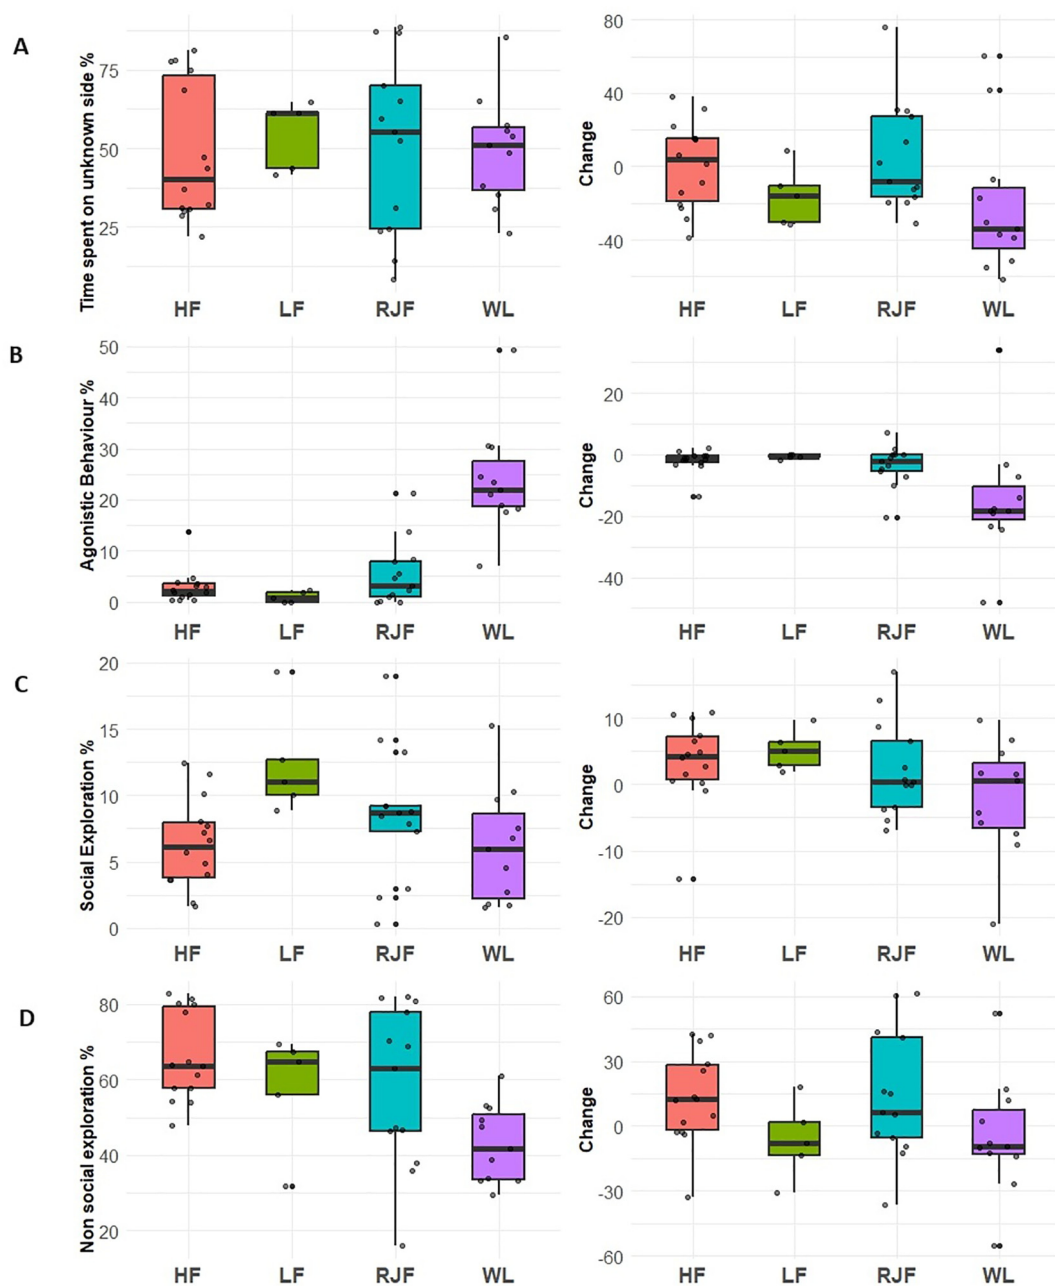 A
Time spent on unknown side %
75
50
25
HF LF RJF WL
Change
80
40
0
-40
HF LF RJF WL
B
Agonistic Behaviour %
50
40
30
20
10
0
HF LF RJF WL
Change
20
0
-20
-40
HF LF RJF WL
C
Social Exploration %
20
15
10
5
0
HF LF RJF WL
Change
10
0
-10
-20
HF LF RJF WL
D
Non social exploration %
80
60
40
20
HF LF RJF WL
Change
60
30
0
-30
-60
HF LF RJF WL